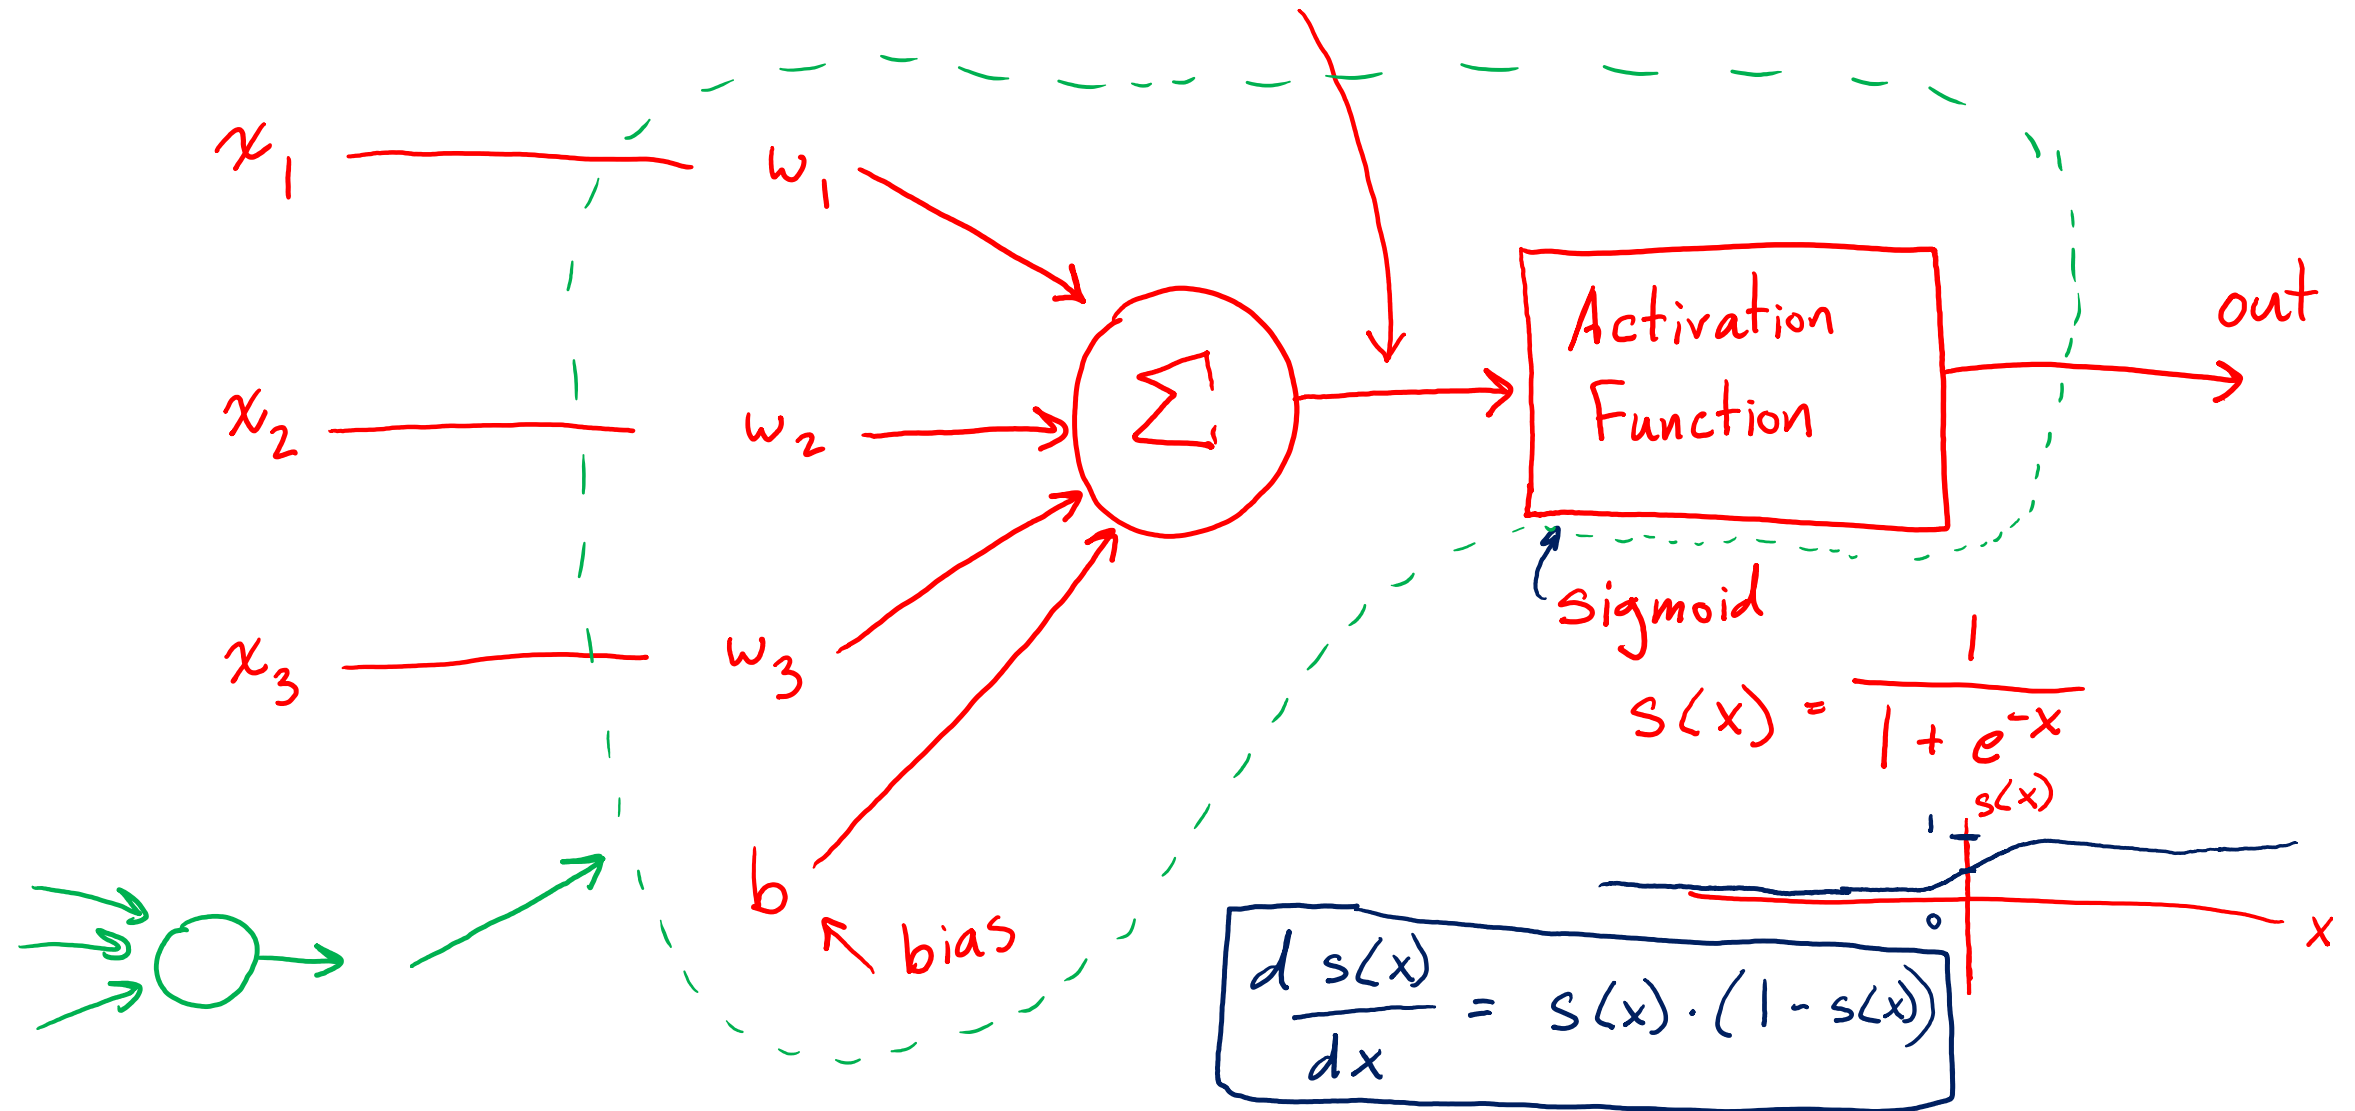 x₁ w₁
Activation
Function
out
x₂ w₂
Σ
x₃ w₃
b
bias
sigmoid
s(x) = 1 / (1 + e^-x)
s(x)
1
0
x
d s(x) / dx = s(x) · (1 - s(x))